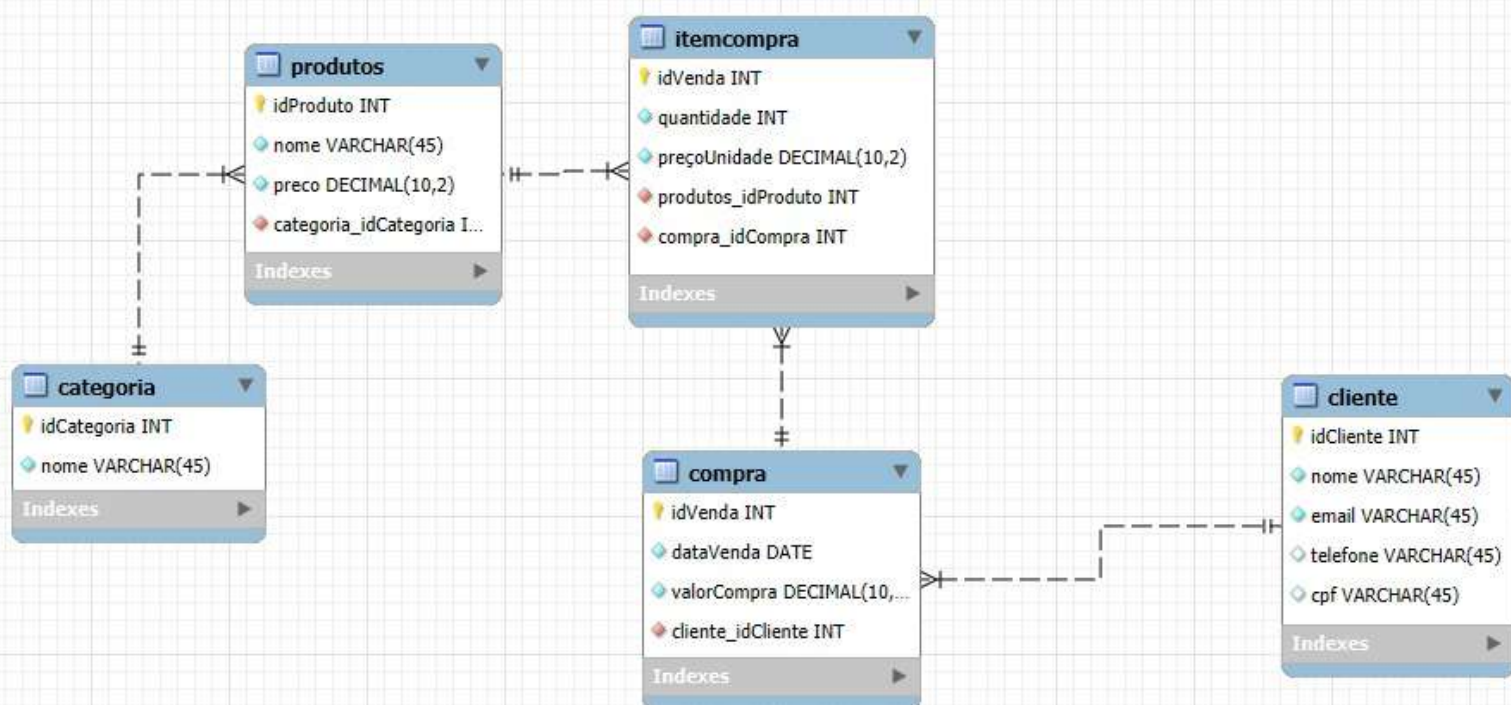 produtos
idProduto INT
nome VARCHAR(45)
preco DECIMAL(10,2)
categoria_idCategoria I...
Indexes
itemcompra
idVenda INT
quantidade INT
preçoUnidade DECIMAL(10,2)
produtos_idProduto INT
compra_idCompra INT
Indexes
categoria
idCategoria INT
nome VARCHAR(45)
Indexes
compra
idVenda INT
dataVenda DATE
valorCompra DECIMAL(10,...
cliente_idCliente INT
Indexes
cliente
idCliente INT
nome VARCHAR(45)
email VARCHAR(45)
telefone VARCHAR(45)
cpf VARCHAR(45)
Indexes